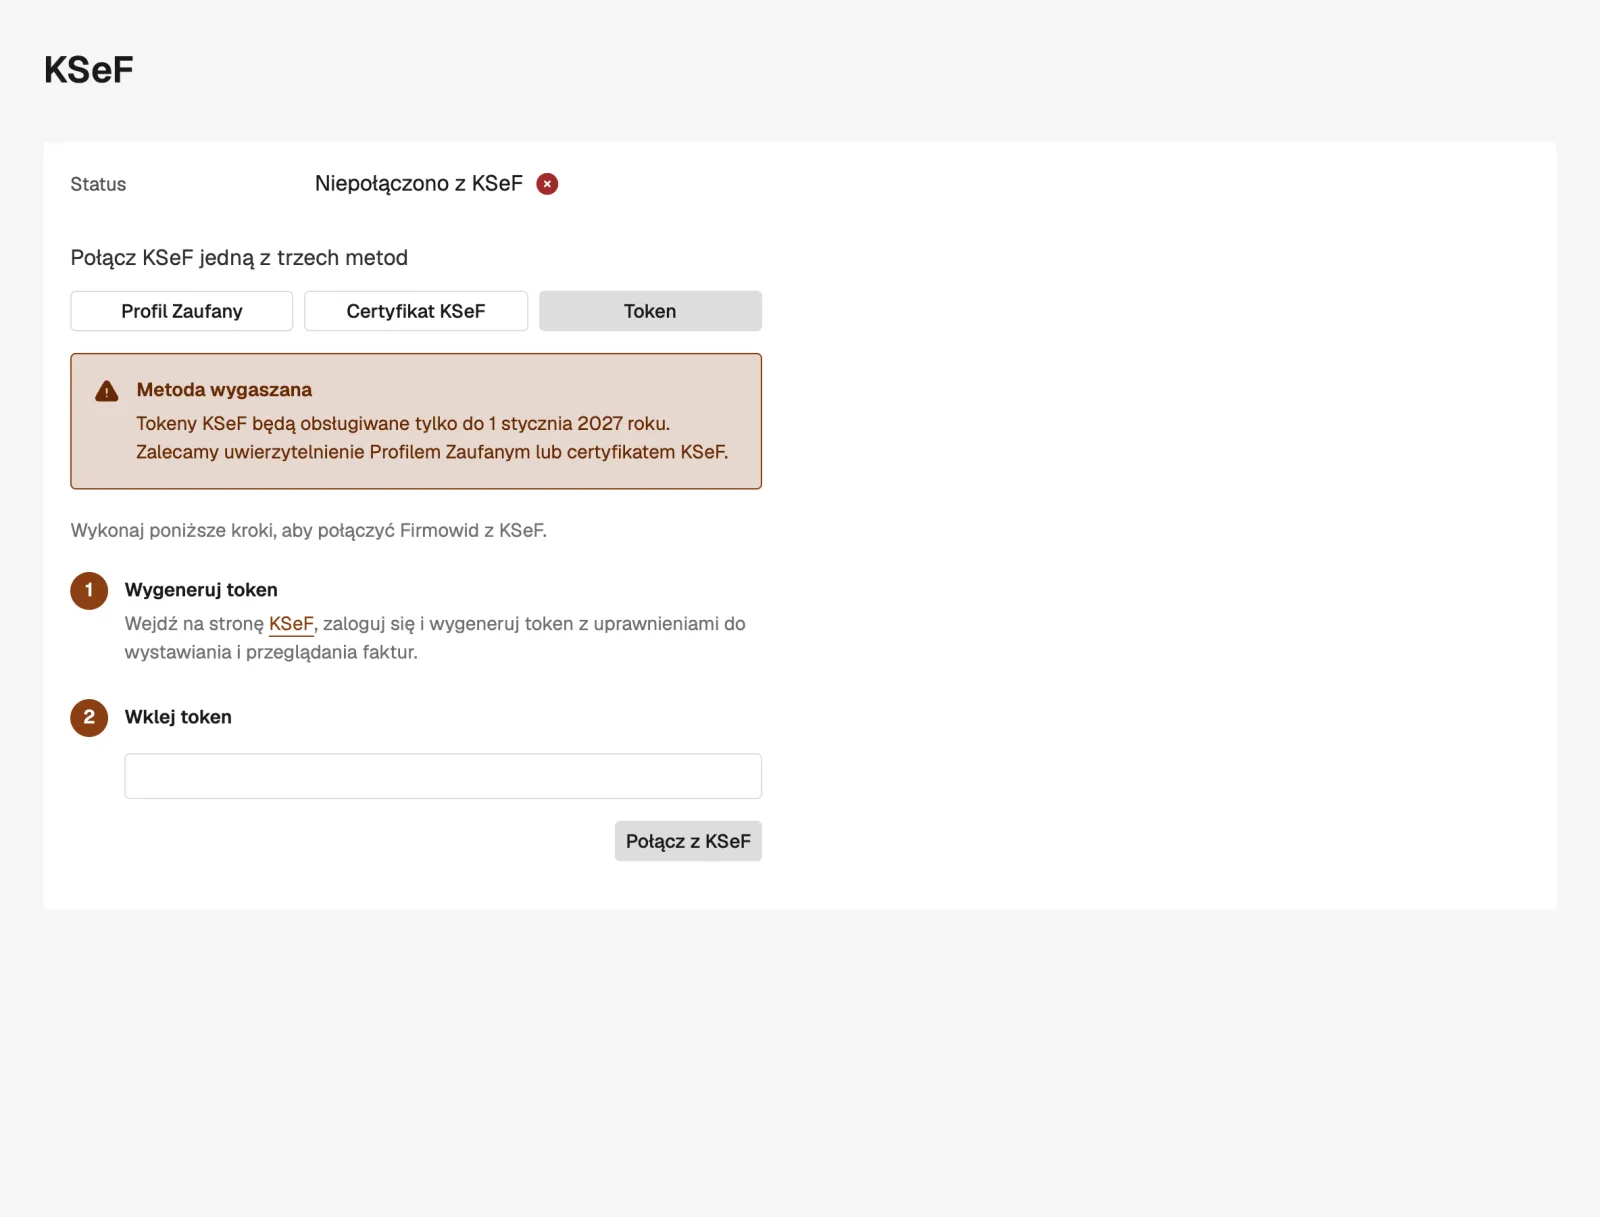 KSeF
Status
Niepołączono z KSeF
Połącz KSeF jedną z trzech metod
Profil Zaufany
Certyfikat KSeF
Token
Metoda wygaszana
Tokeny KSeF będą obsługiwane tylko do 1 stycznia 2027 roku.
Zalecamy uwierzytelnienie Profilem Zaufanym lub certyfikatem KSeF.
Wykonaj poniższe kroki, aby połączyć Firmowid z KSeF.
1
Wygeneruj token
Wejdź na stronę KSeF, zaloguj się i wygeneruj token z uprawnieniami do
wystawiania i przeglądania faktur.
2
Wklej token
Połącz z KSeF